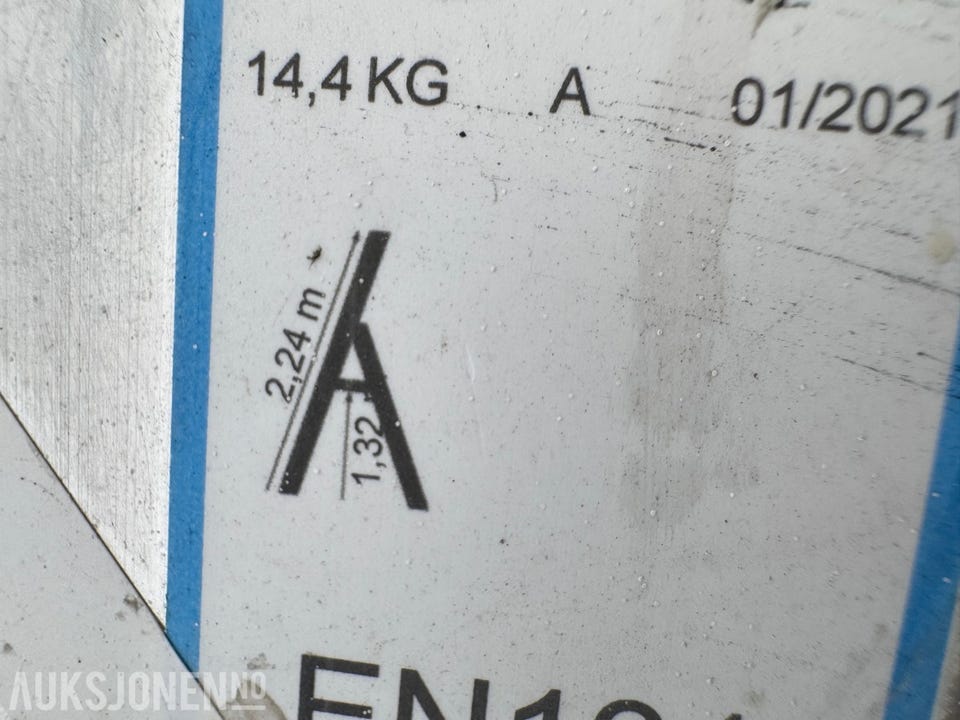 14,4 KG A 01/2021
2,24 m
1,32
AUKSJONEN.NO